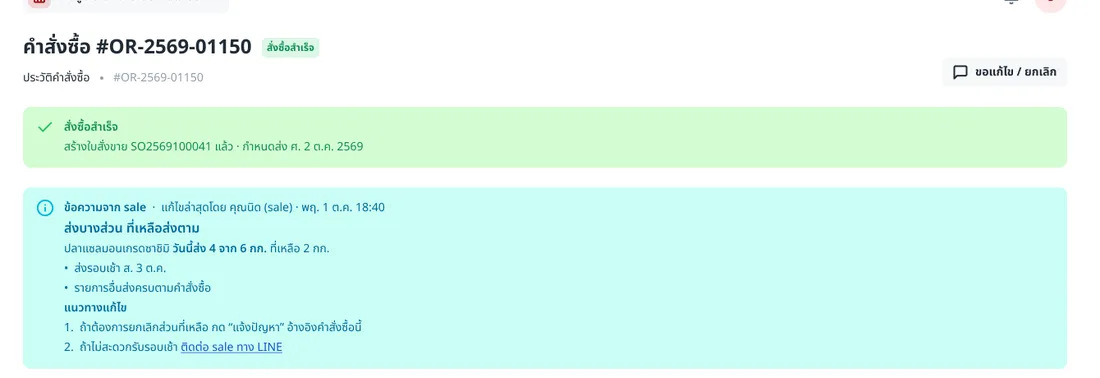 คำสั่งซื้อ #OR-2569-01150 สั่งซื้อสำเร็จ
ประวัติคำสั่งซื้อ • #OR-2569-01150
ขอแก้ไข / ยกเลิก
สั่งซื้อสำเร็จ
สร้างใบสั่งขาย SO2569100041 แล้ว · กำหนดส่ง ศ. 2 ต.ค. 2569
ข้อความจาก sale · แก้ไขล่าสุดโดย คุณนิด (sale) · พฤ. 1 ต.ค. 18:40
ส่งบางส่วน ที่เหลือส่งตาม
ปลาแซลมอนเกรดซาชิมิ วันนี้ส่ง 4 จาก 6 กก. ที่เหลือ 2 กก.
• ส่งรอบเช้า ส. 3 ต.ค.
• รายการอื่นส่งครบตามคำสั่งซื้อ
แนวทางแก้ไข
1. ถ้าต้องการยกเลิกส่วนที่เหลือ กด “แจ้งปัญหา” อ้างอิงคำสั่งซื้อนี้
2. ถ้าไม่สะดวกรับรอบเช้า ติดต่อ sale ทาง LINE